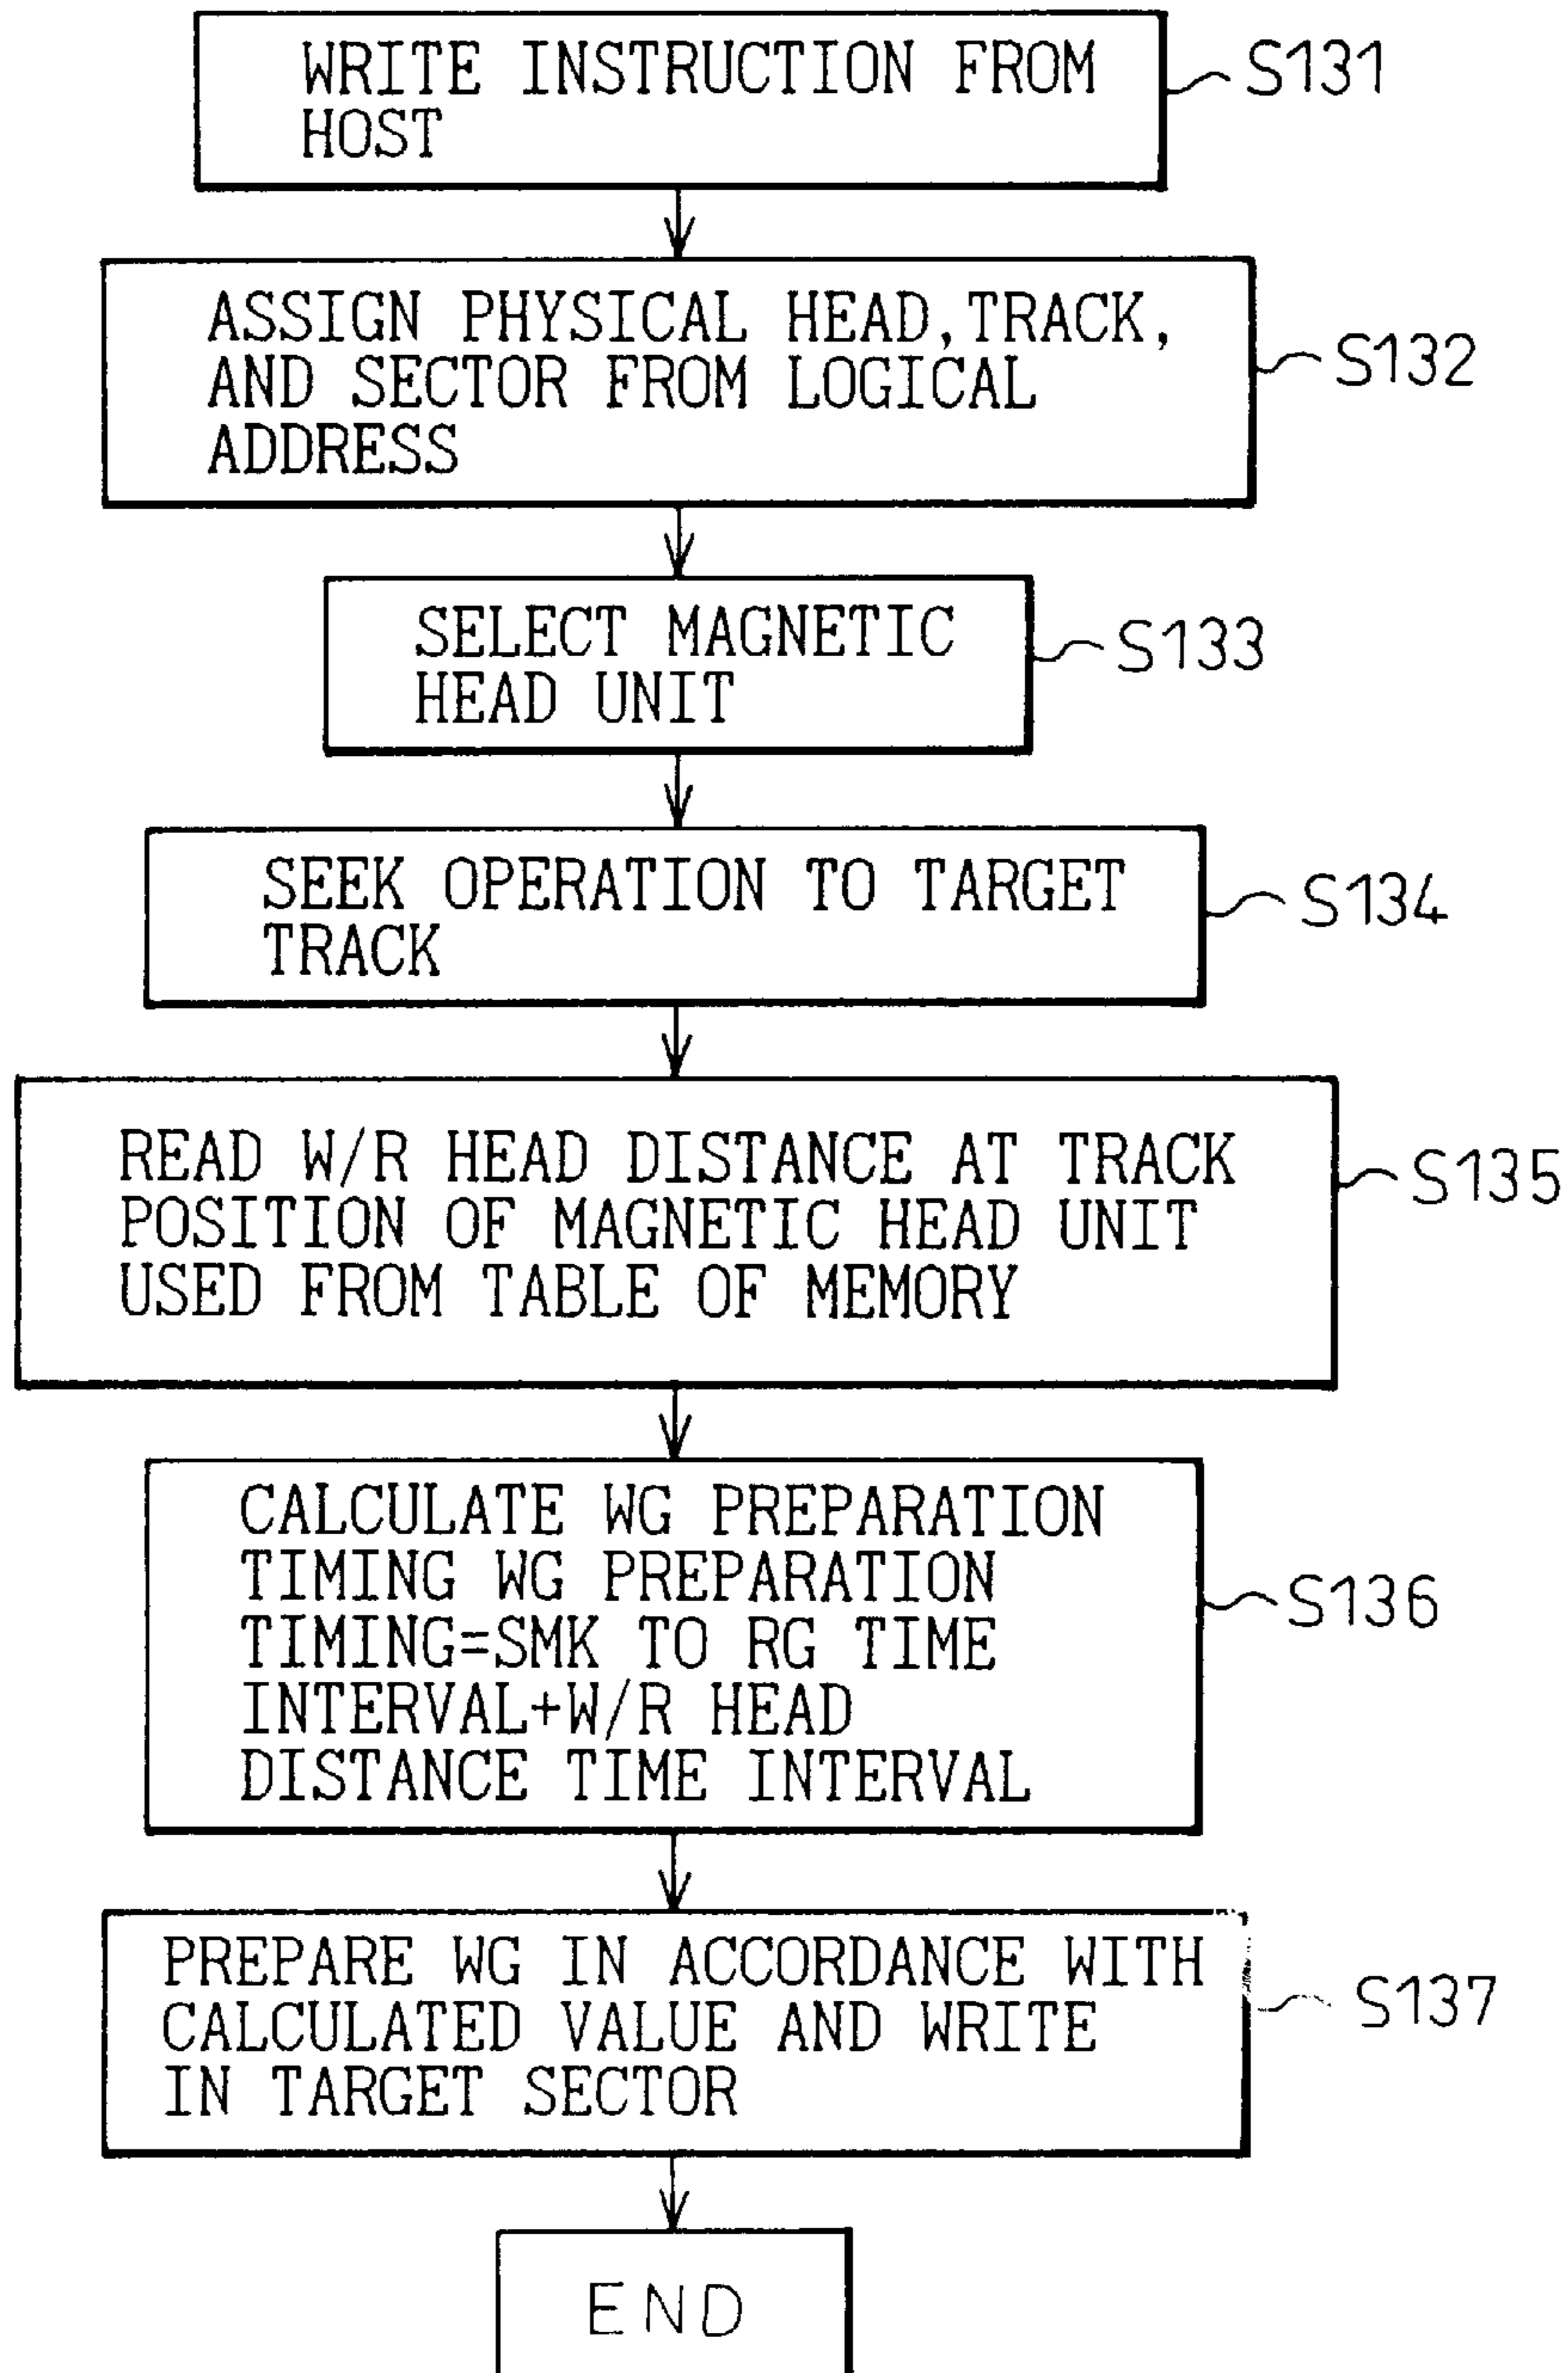 WRITE INSTRUCTION FROM
HOST
S131
ASSIGN PHYSICAL HEAD,TRACK,
AND SECTOR FROM LOGICAL
ADDRESS
S132
SELECT MAGNETIC
HEAD UNIT
S133
SEEK OPERATION TO TARGET
TRACK
S134
READ W/R HEAD DISTANCE AT TRACK
POSITION OF MAGNETIC HEAD UNIT
USED FROM TABLE OF MEMORY
S135
CALCULATE WG PREPARATION
TIMING WG PREPARATION
TIMING=SMK TO RG TIME
INTERVAL+W/R HEAD
DISTANCE TIME INTERVAL
S136
PREPARE WG IN ACCORDANCE WITH
CALCULATED VALUE AND WRITE
IN TARGET SECTOR
S137
END